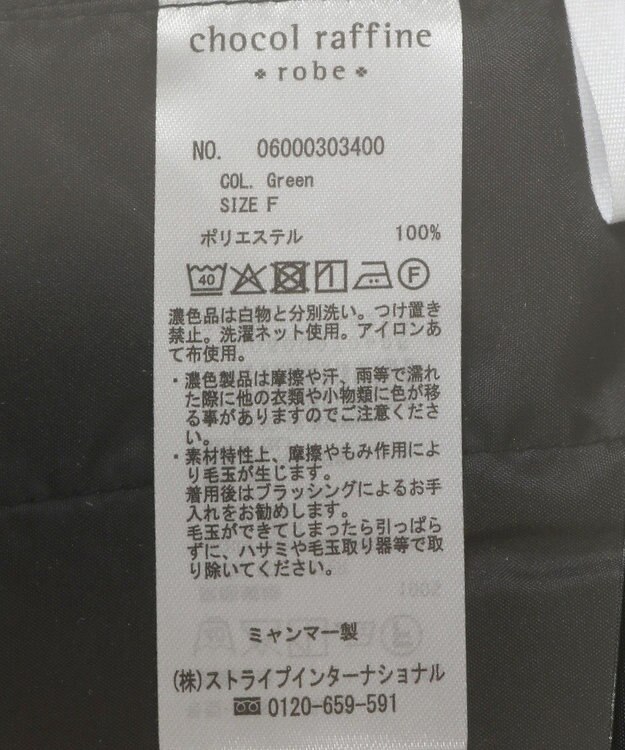 chocol raffine
robe
NO. 06000303400
COL. Green
SIZE F
ポリエステル 100%
40 F
濃色品は白物と分別洗い。つけ置き
禁止。洗濯ネット使用。アイロンあ
て布使用。
・濃色製品は摩擦や汗、雨等で濡れ
た際に他の衣類や小物類に色が移
る事がありますのでご注意くださ
い。
・素材特性上、摩擦やもみ作用によ
り毛玉が生じます。
着用後はブラッシングによるお手
入れをお勧めします。
毛玉ができてしまったら引っぱら
ずに、ハサミや毛玉取り器等で取
り除いてください。
ミャンマー製
(株)ストライプインターナショナル
0120-659-591